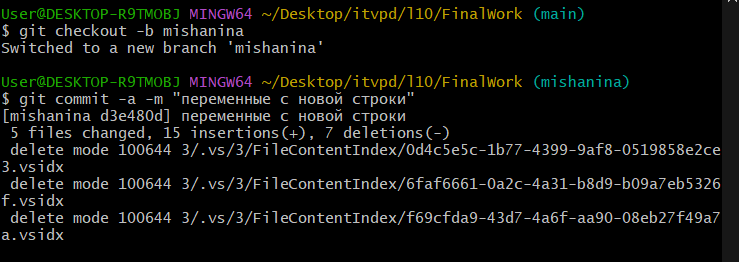 User@DESKTOP-R9TMOBJ MINGW64 ~/Desktop/itvpd/l10/FinalWork (main)
$ git checkout -b mishanina
Switched to a new branch 'mishanina'
User@DESKTOP-R9TMOBJ MINGW64 ~/Desktop/itvpd/l10/FinalWork (mishanina)
$ git commit -a -m "переменные с новой строки"
[mishanina d3e480d] переменные с новой строки
5 files changed, 15 insertions(+), 7 deletions(-)
delete mode 100644 3/.vs/3/FileContentIndex/0d4c5e5c-1b77-4399-9af8-0519858e2ce
3.vsidx
delete mode 100644 3/.vs/3/FileContentIndex/6faf6661-0a2c-4a31-b8d9-b09a7eb5326
f.vsidx
delete mode 100644 3/.vs/3/FileContentIndex/f69cfda9-43d7-4a6f-aa90-08eb27f49a7
a.vsidx